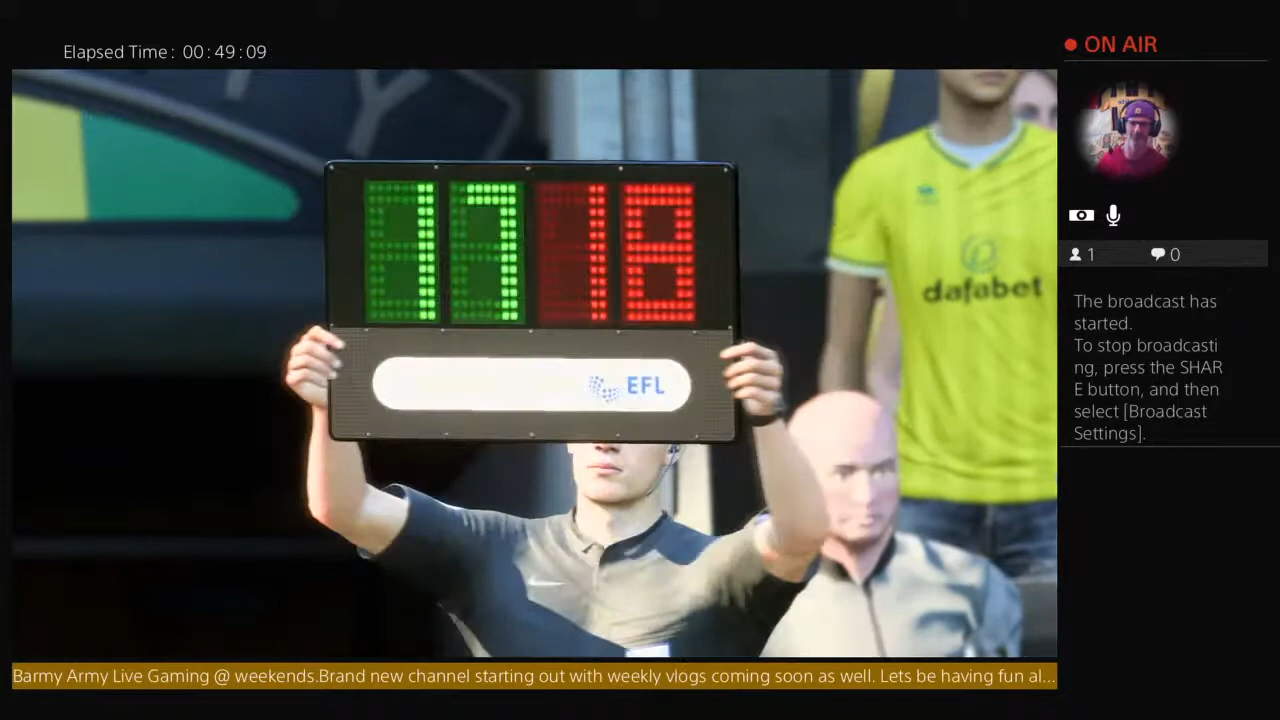 Elapsed Time: 00:49:09
ON AIR
17 18
EFL
dafabet
1 0
The broadcast has
started.
To stop broadcasti
ng, press the SHAR
E button, and then
select [Broadcast
Settings].
Barmy Army Live Gaming @ weekends.Brand new channel starting out with weekly vlogs coming soon as well. Lets be having fun al...